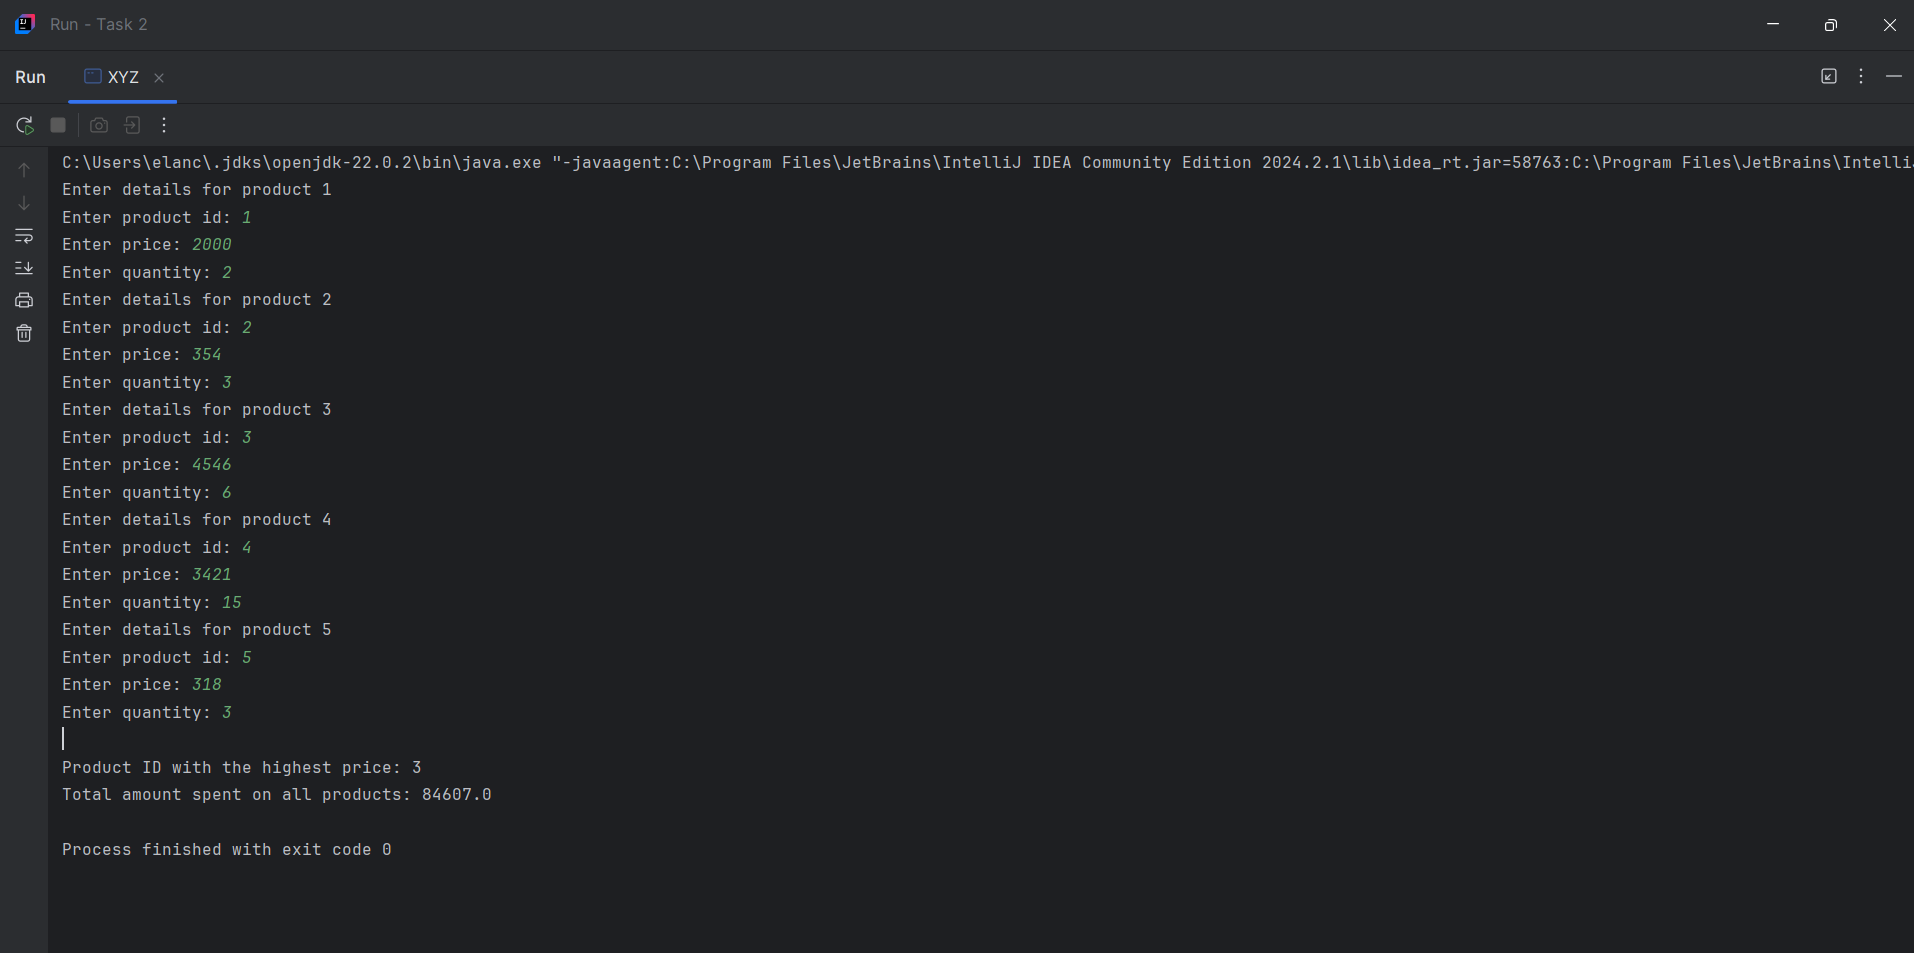 Run - Task 2
Run XYZ
C:\Users\elanc\.jdks\openjdk-22.0.2\bin\java.exe "-javaagent:C:\Program Files\JetBrains\IntelliJ IDEA Community Edition 2024.2.1\lib\idea_rt.jar=58763:C:\Program Files\JetBrains\Intelli
Enter details for product 1
Enter product id: 1
Enter price: 2000
Enter quantity: 2
Enter details for product 2
Enter product id: 2
Enter price: 354
Enter quantity: 3
Enter details for product 3
Enter product id: 3
Enter price: 4546
Enter quantity: 6
Enter details for product 4
Enter product id: 4
Enter price: 3421
Enter quantity: 15
Enter details for product 5
Enter product id: 5
Enter price: 318
Enter quantity: 3
Product ID with the highest price: 3
Total amount spent on all products: 84607.0
Process finished with exit code 0